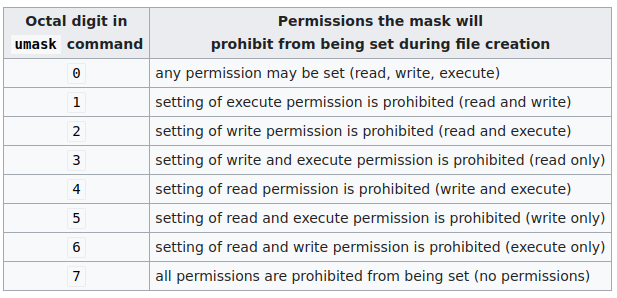 Octal digit in
umask command
Permissions the mask will
prohibit from being set during file creation
0 any permission may be set (read, write, execute)
1 setting of execute permission is prohibited (read and write)
2 setting of write permission is prohibited (read and execute)
3 setting of write and execute permission is prohibited (read only)
4 setting of read permission is prohibited (write and execute)
5 setting of read and execute permission is prohibited (write only)
6 setting of read and write permission is prohibited (execute only)
7 all permissions are prohibited from being set (no permissions)